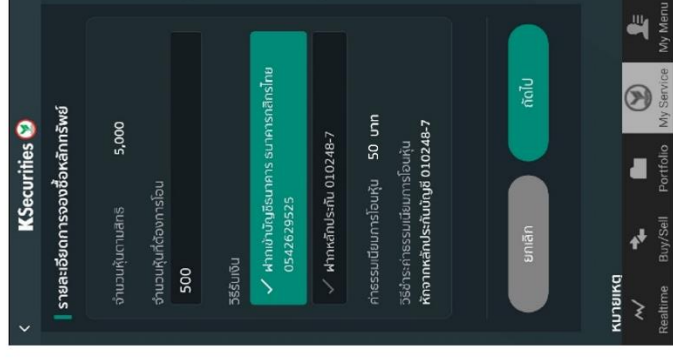 KSecurities
รายละเอียดการจองซื้อหลักทรัพย์
จำนวนหุ้นตามสิทธิ 5,000
จำนวนหุ้นที่ต้องการโอน
500
วิธีรับเงิน
✓ ฝากเข้าบัญชีธนาคาร ธนาคารกสิกรไทย
0542629525
✓ ฝากหลักประกัน 010248-7
ค่าธรรมเนียมการโอนหุ้น 50 บาท
วิธีชำระค่าธรรมเนียมการโอนหุ้น
หักจากหลักประกันบัญชี 010248-7
ยกเลิก ถัดไป
หมายเหตุ
Realtime Buy/Sell Portfolio My Service My Menu